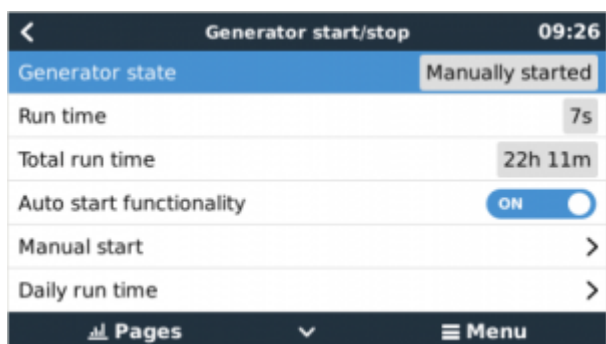 Generator start/stop 09:26
Generator state Manually started
Run time 7s
Total run time 22h 11m
Auto start functionality ON
Manual start
Daily run time
Pages Menu